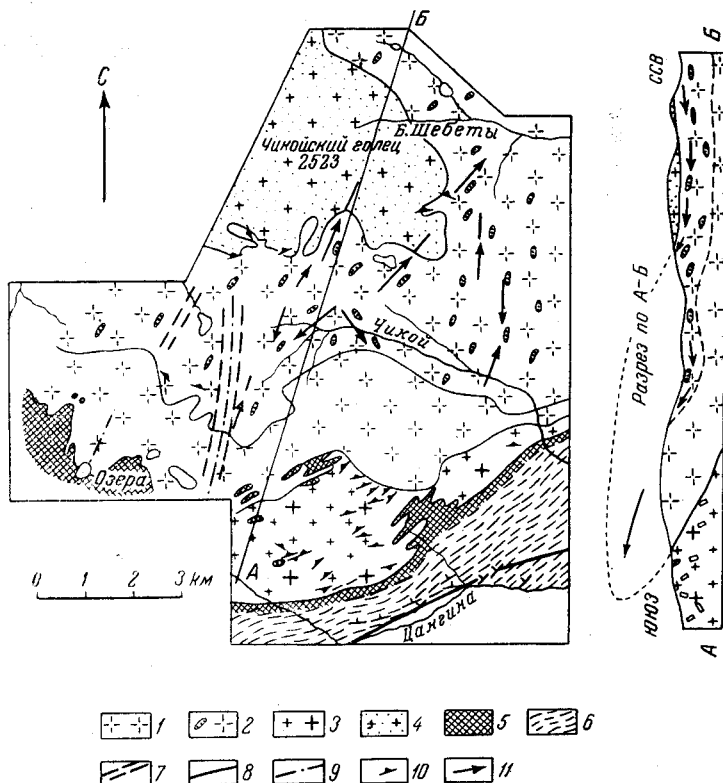 Б
С
Б. Шебеты
Чикойский голец
2523
Чикой
Озера
А
0 1 2 3 км
Цангина
ССВ
Б
Разрез по А-Б
ЮЮЗ
А
1 2 3 4 5 6
7 8 9 10 11